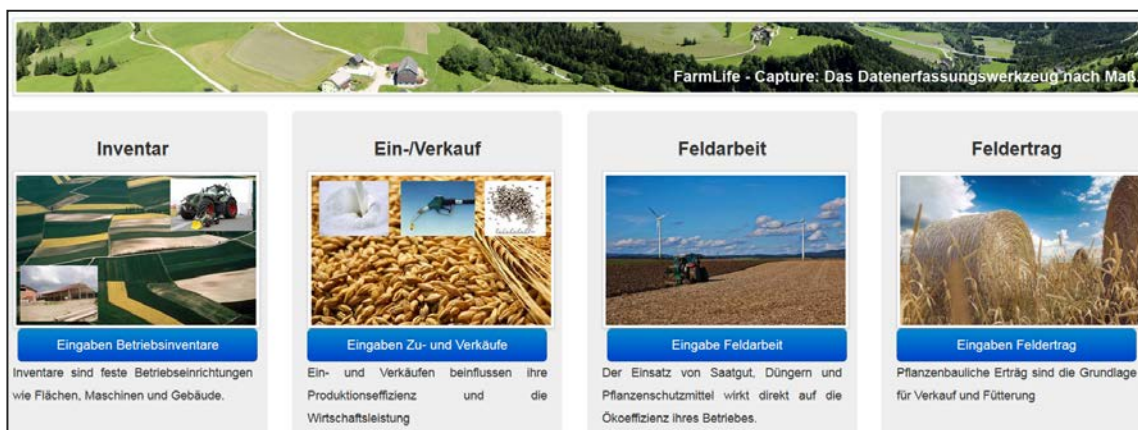 FarmLife - Capture: Das Datenerfassungswerkzeug nach Maß.
Inventar
Eingaben Betriebsinventare
Inventare sind feste Betriebseinrichtungen
wie Flächen, Maschinen und Gebäude.
Ein-/Verkauf
Eingaben Zu- und Verkäufe
Ein- und Verkäufen beinflussen ihre
Produktionseffizienz und die
Wirtschaftsleistung
Feldarbeit
Eingabe Feldarbeit
Der Einsatz von Saatgut, Düngern und
Pflanzenschutzmittel wirkt direkt auf die
Ökoeffizienz ihres Betriebes.
Feldertrag
Eingaben Feldertrag
Pflanzenbauliche Erträg sind die Grundlage
für Verkauf und Fütterung